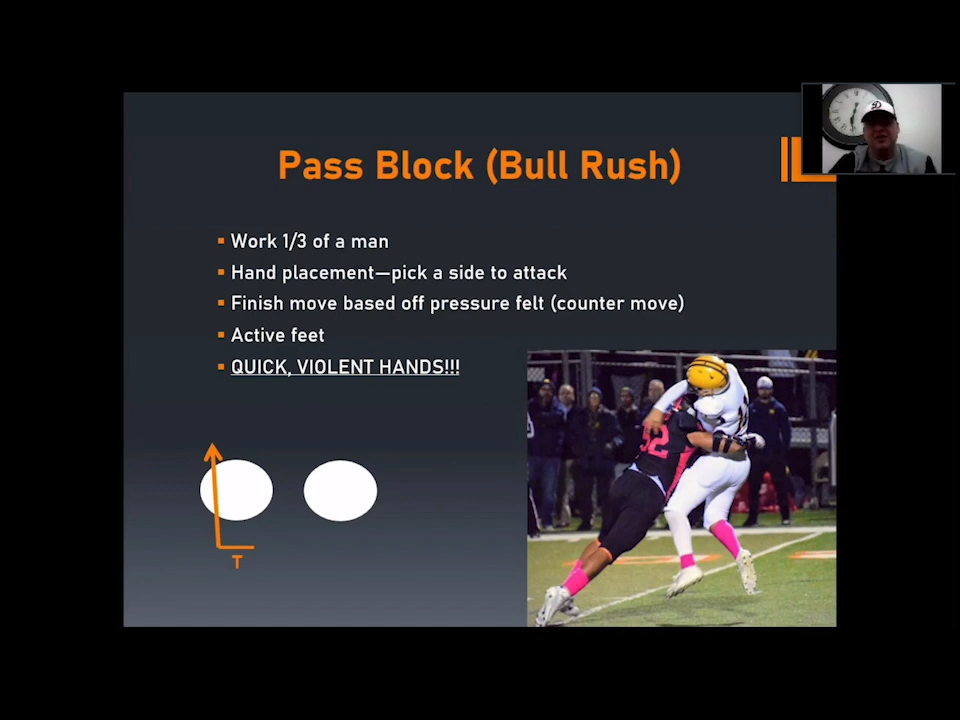 Pass Block (Bull Rush)
Work 1/3 of a man
Hand placement—pick a side to attack
Finish move based off pressure felt (counter move)
Active feet
QUICK, VIOLENT HANDS!!!
T
D
52